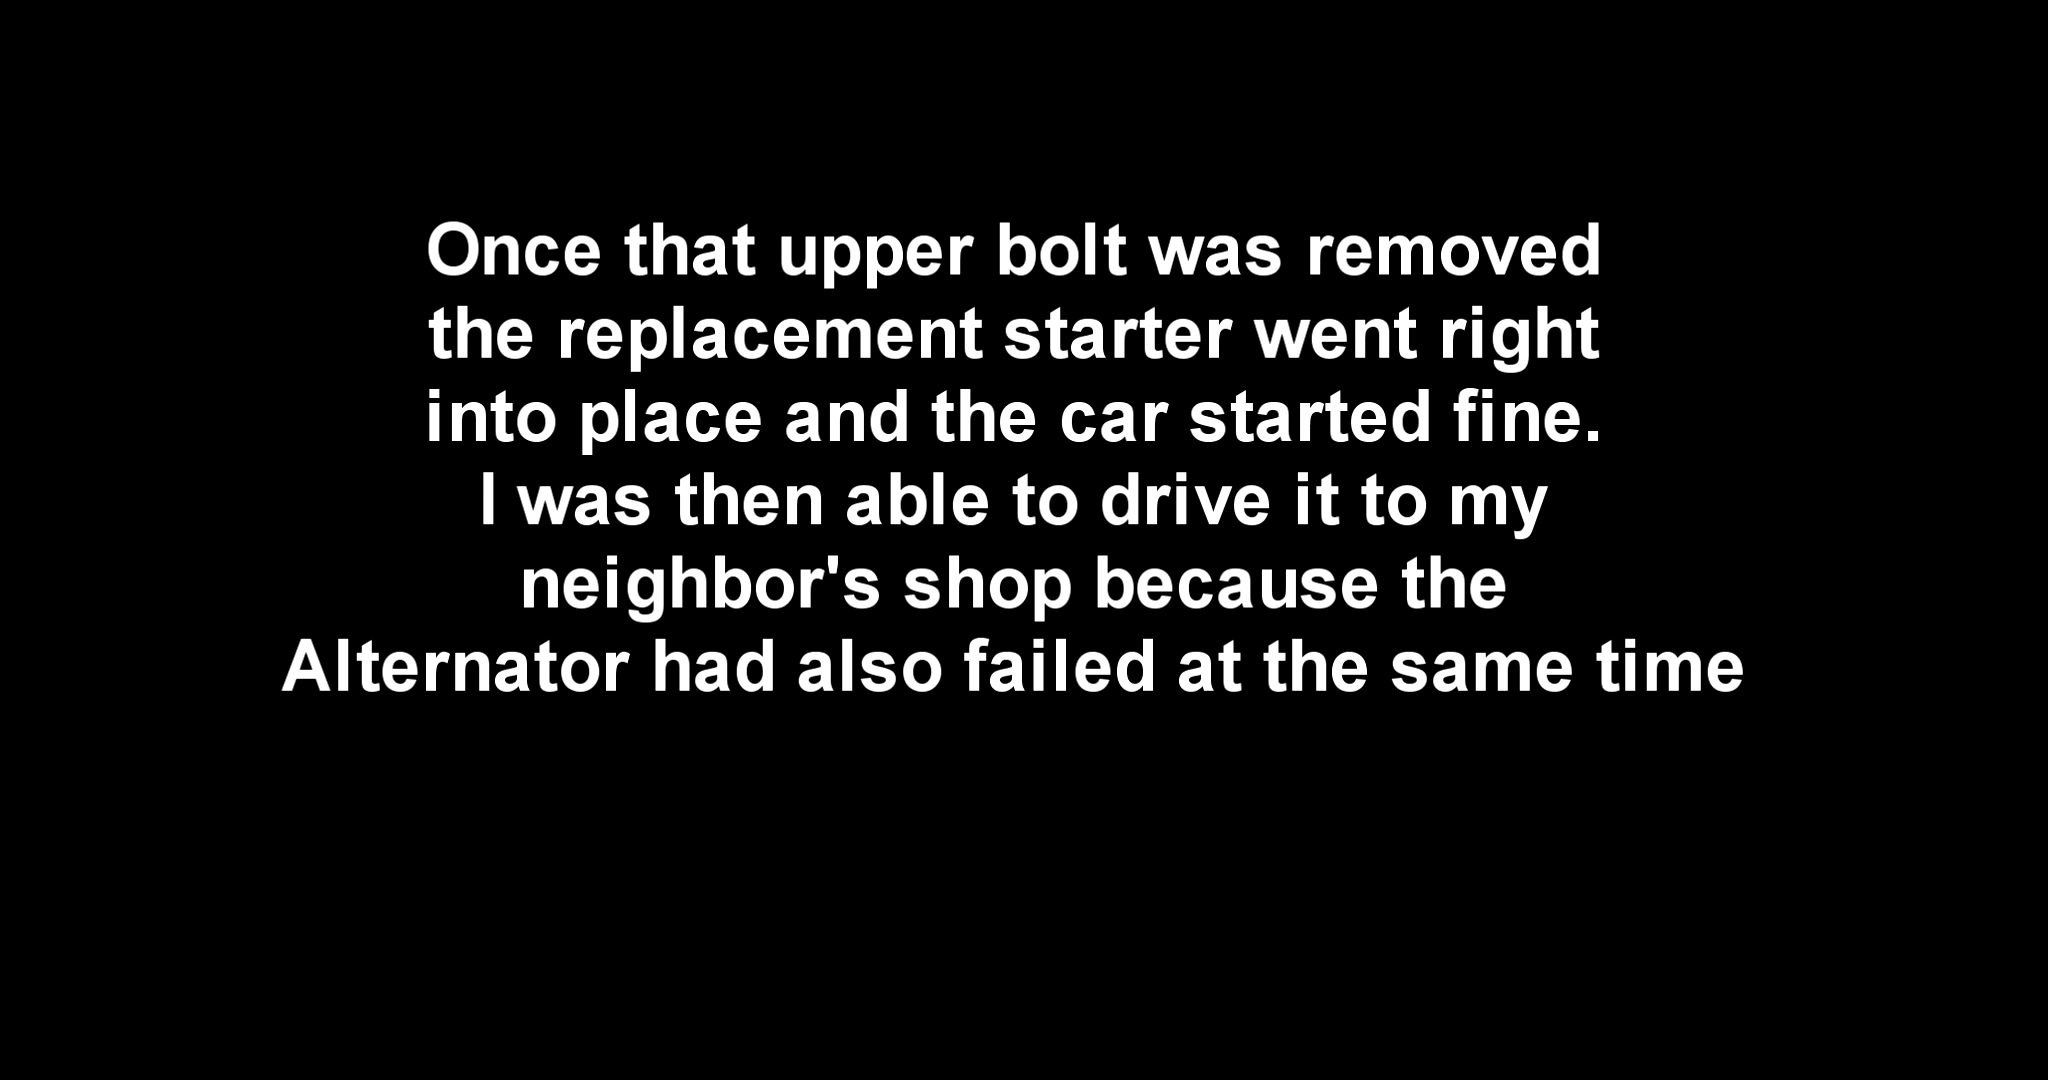 Once that upper bolt was removed
the replacement starter went right
into place and the car started fine.
I was then able to drive it to my
neighbor's shop because the
Alternator had also failed at the same time